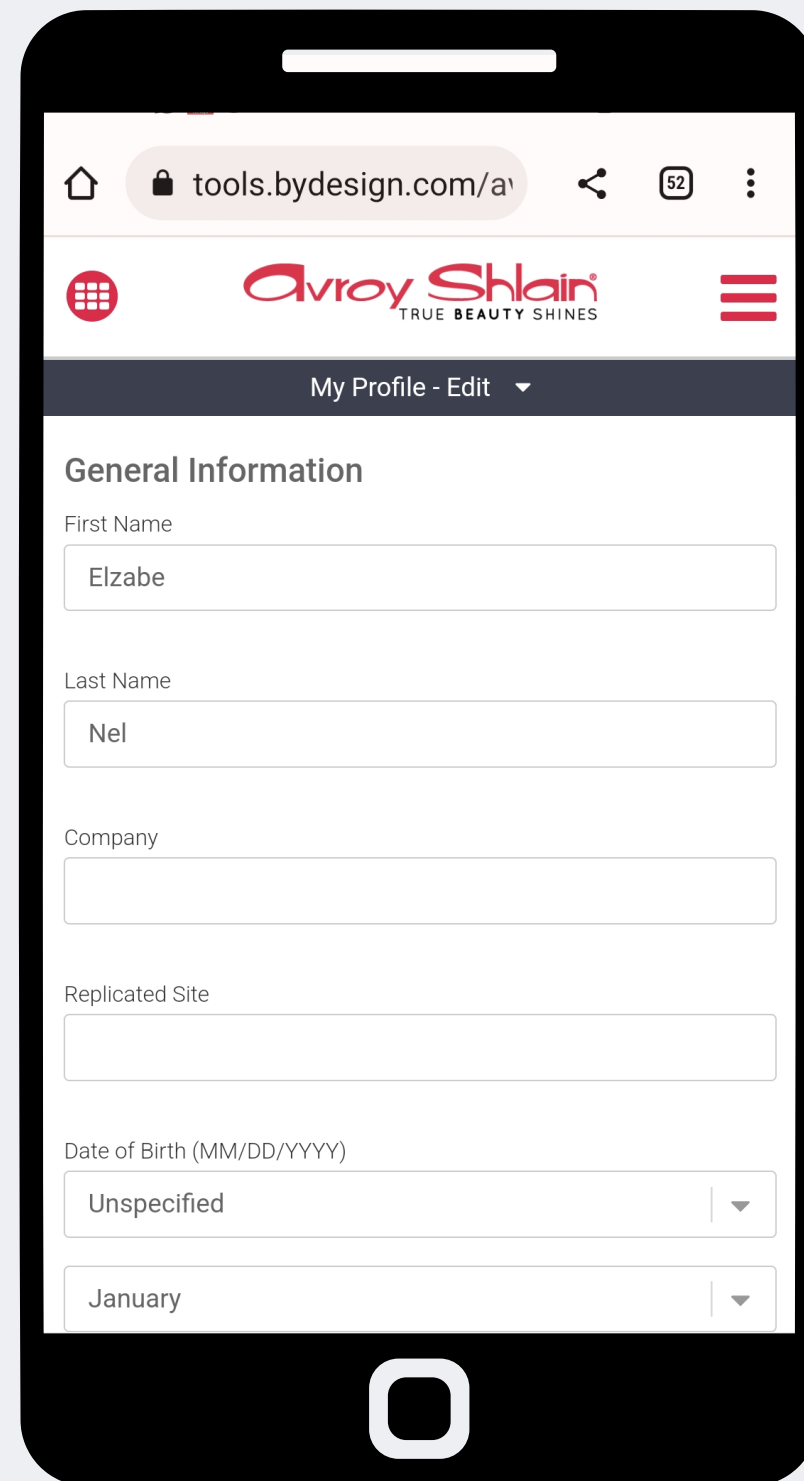 tools.bydesign.com/a
52
avroy Shlain®
TRUE BEAUTY SHINES
My Profile - Edit
General Information
First Name
Elzabe
Last Name
Nel
Company
Replicated Site
Date of Birth (MM/DD/YYYY)
Unspecified
January